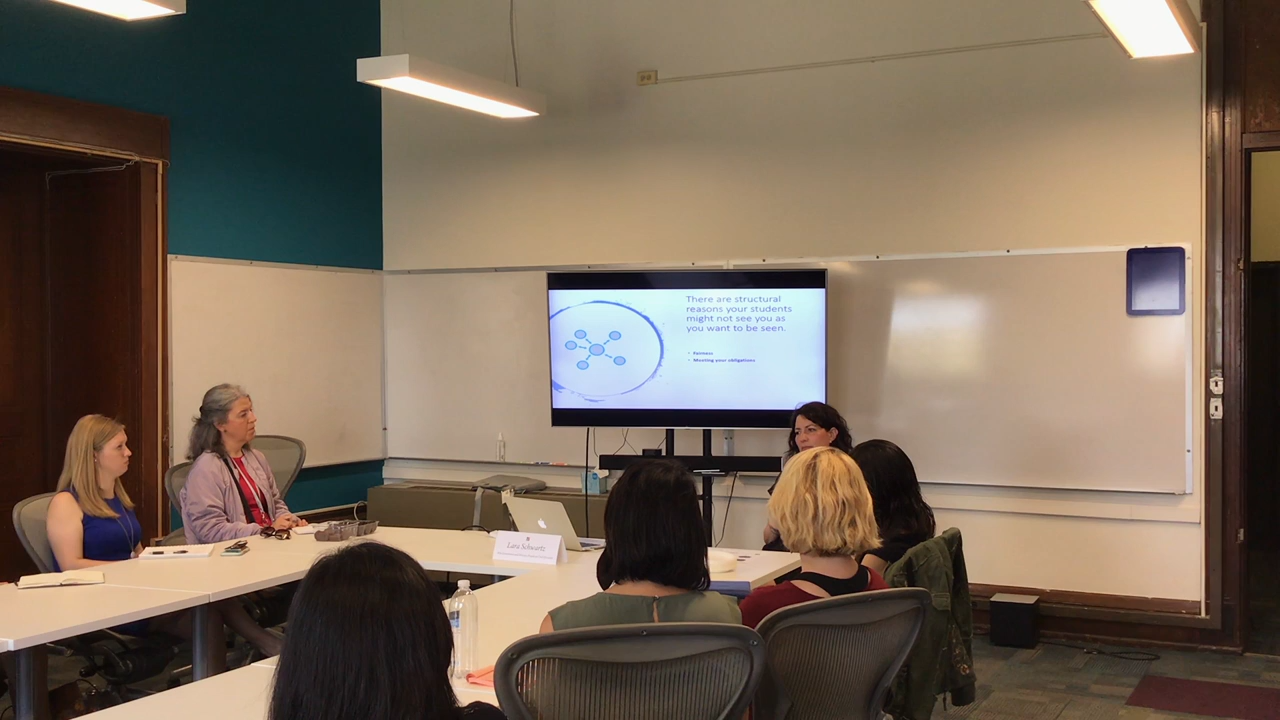 There are structural
reasons your students
might not see you as
you want to be seen.
• Fairness
• Meeting your obligations
Lara Schwartz